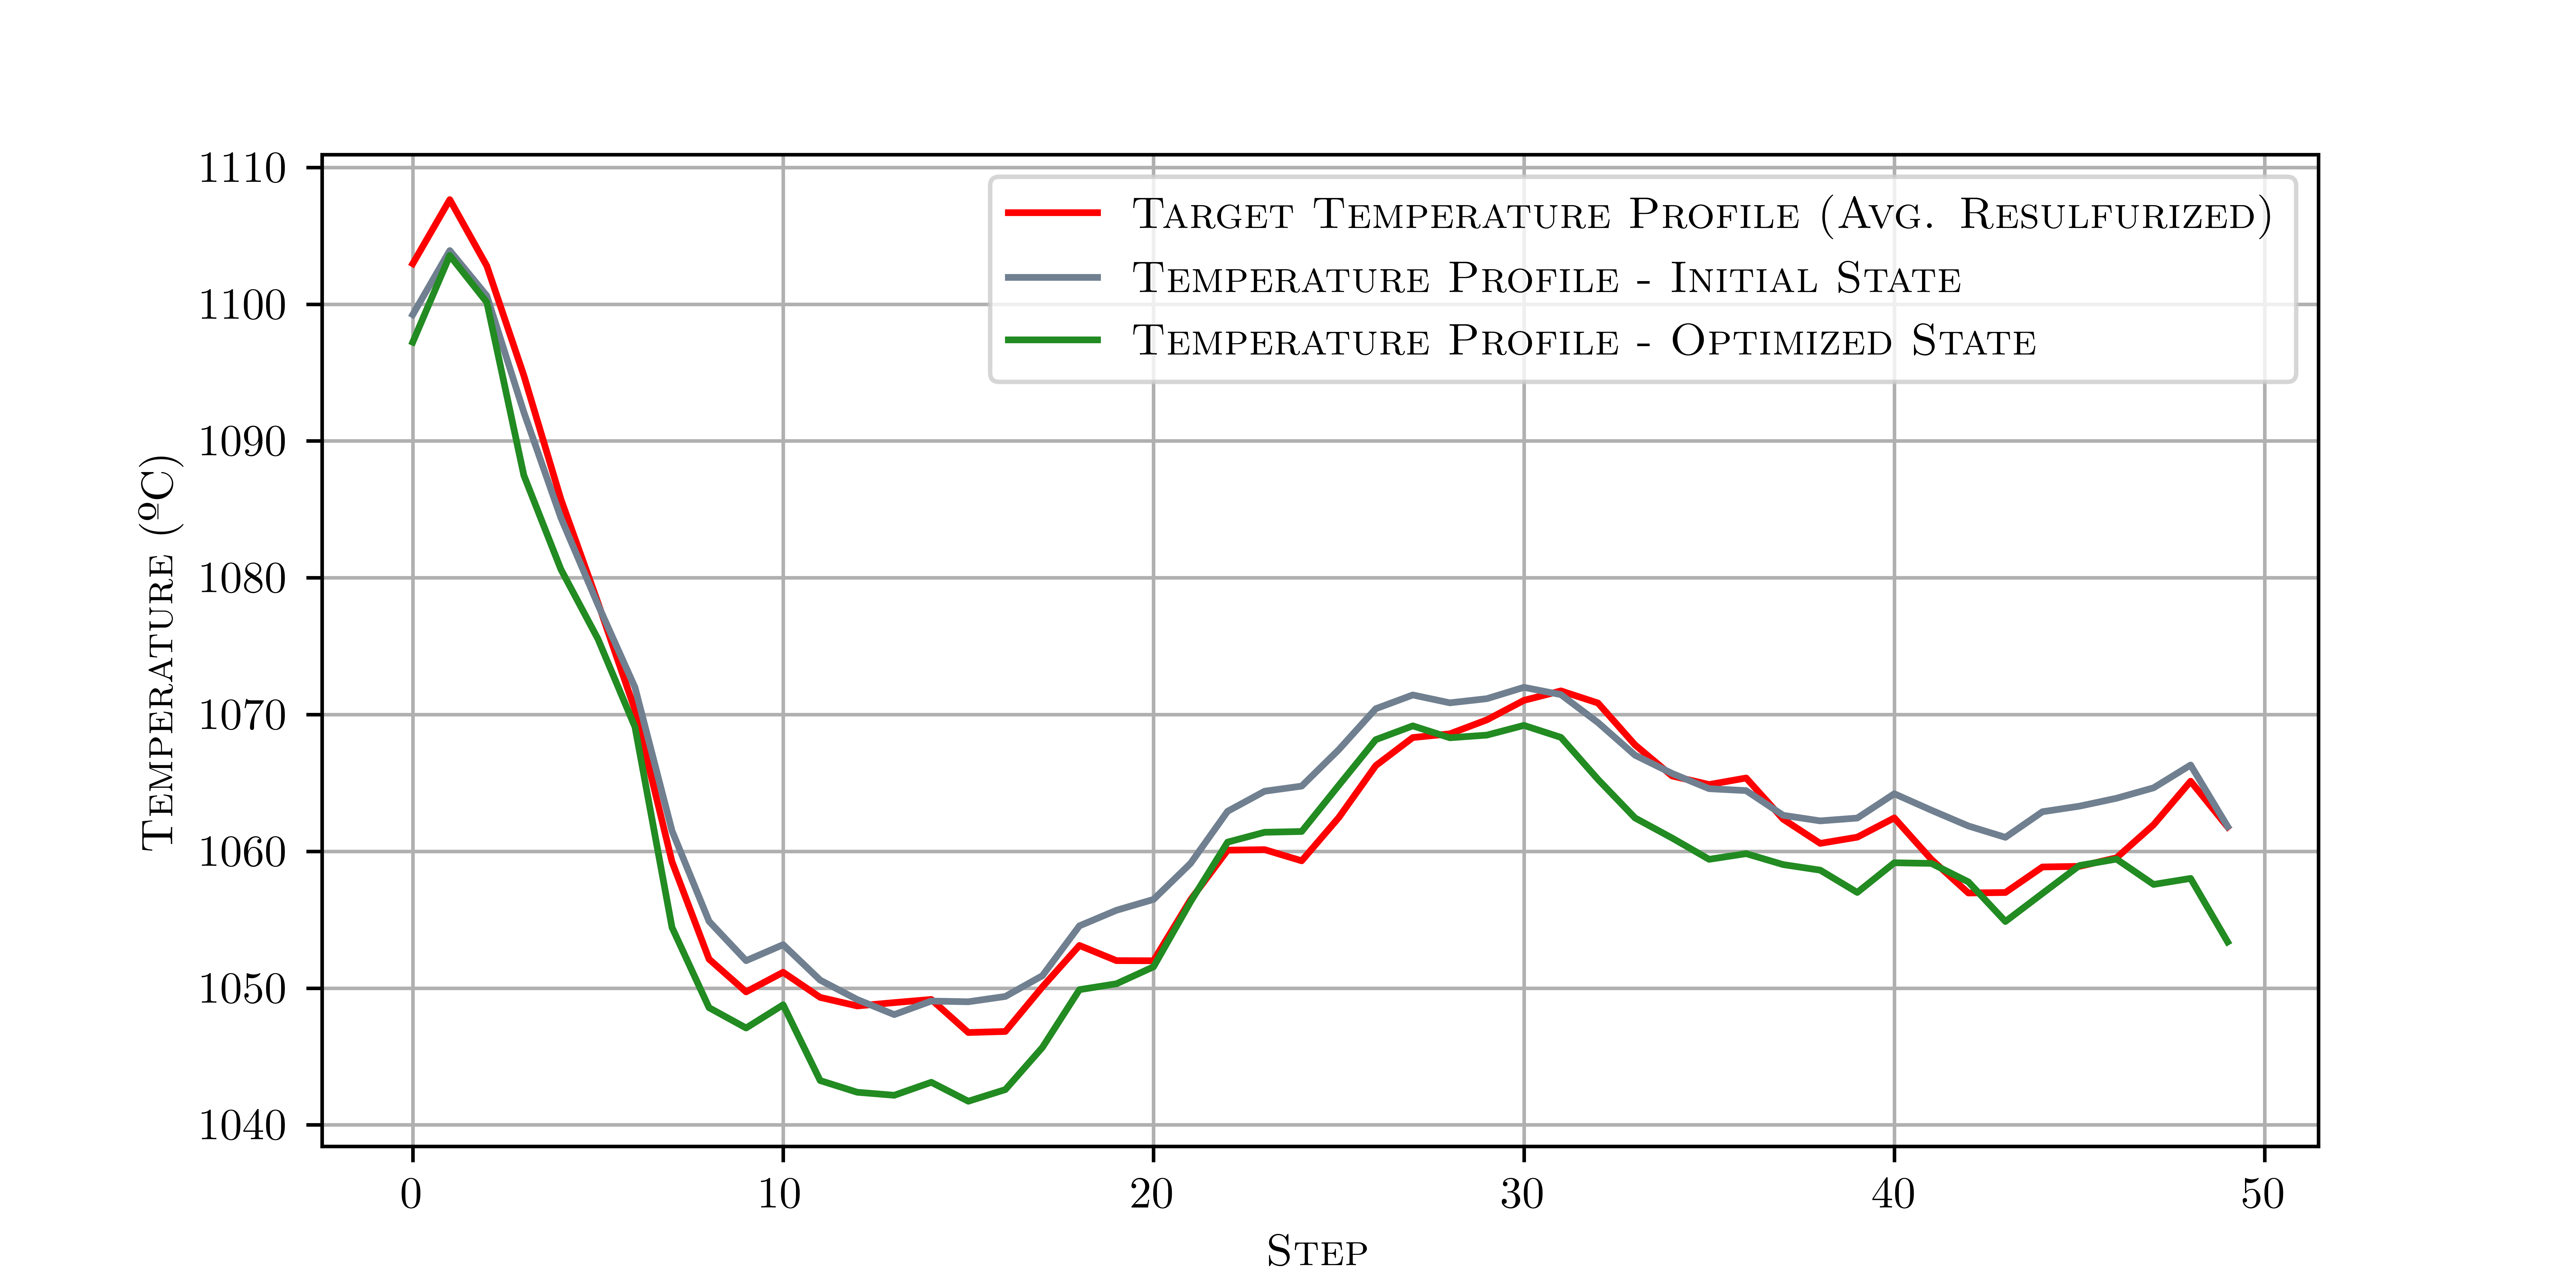 Target Temperature Profile (Avg. Resulfurized)
Temperature Profile - Initial State
Temperature Profile - Optimized State
Temperature (ºC)
1110
1100
1090
1080
1070
1060
1050
1040
0 10 20 30 40 50
Step